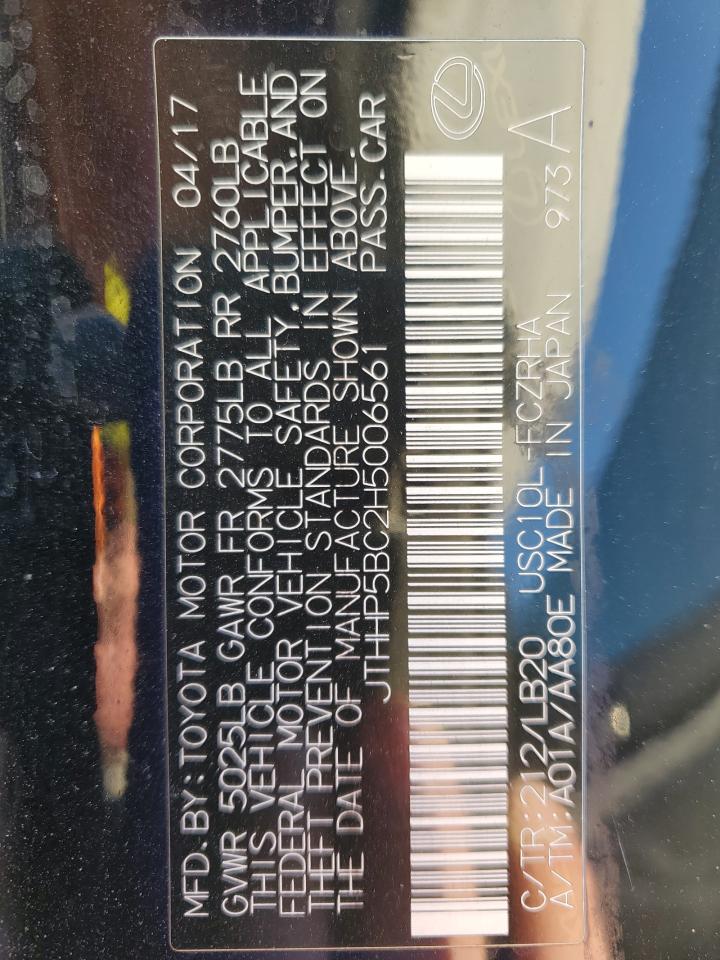 MFD.BY:TOYOTA MOTOR CORPORATION 04/17
GVWR 5025LB GAWR FR 2775LB RR 2760LB
THIS VEHICLE CONFORMS TO ALL APPLICABLE
FEDERAL MOTOR VEHICLE SAFETY,BUMPER,AND
THEFT PREVENTION STANDARDS IN EFFECT ON
THE DATE OF MANUFACTURE SHOWN ABOVE.
JTHHP5BC2H5006561 PASS.CAR
C/TR:212/LB20 USC10L-FCZRHA
A/TM:A01A/AA80E MADE IN JAPAN 973 A